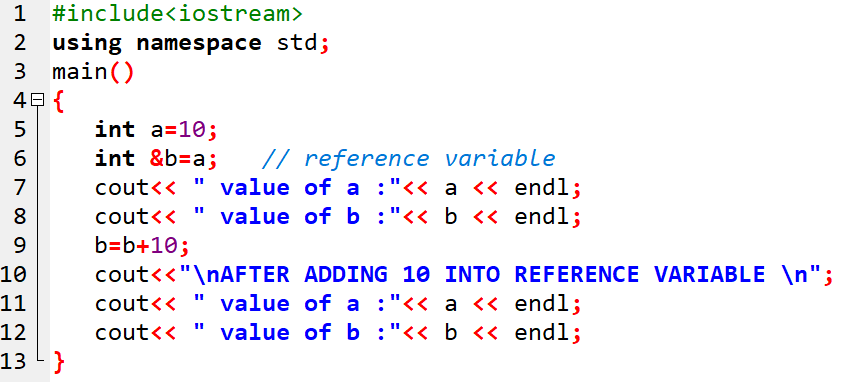 1 #include<iostream>
2 using namespace std;
3 main()
4 {
5 int a=10;
6 int &b=a; // reference variable
7 cout<< " value of a :"<< a << endl;
8 cout<< " value of b :"<< b << endl;
9 b=b+10;
10 cout<<"\nAFTER ADDING 10 INTO REFERENCE VARIABLE \n";
11 cout<< " value of a :"<< a << endl;
12 cout<< " value of b :"<< b << endl;
13 }